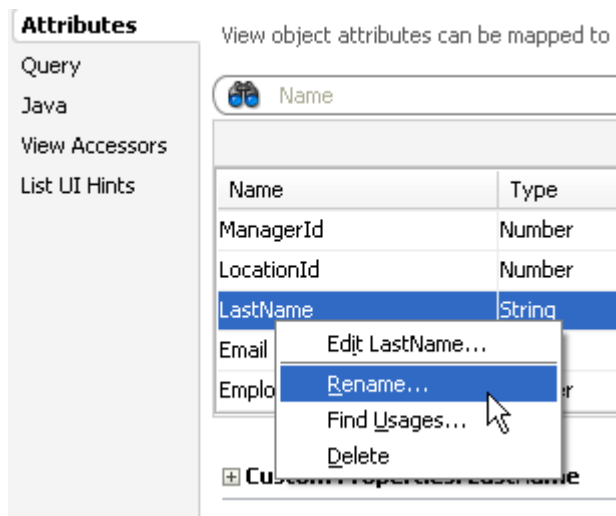 Attributes
Query
Java
View Accessors
List UI Hints
View object attributes can be mapped to
Name
Name Type
ManagerId Number
LocationId Number
LastName String
Email
Emplo r
Edit LastName...
Rename...
Find Usages...
Delete
Custom Properties: LastName